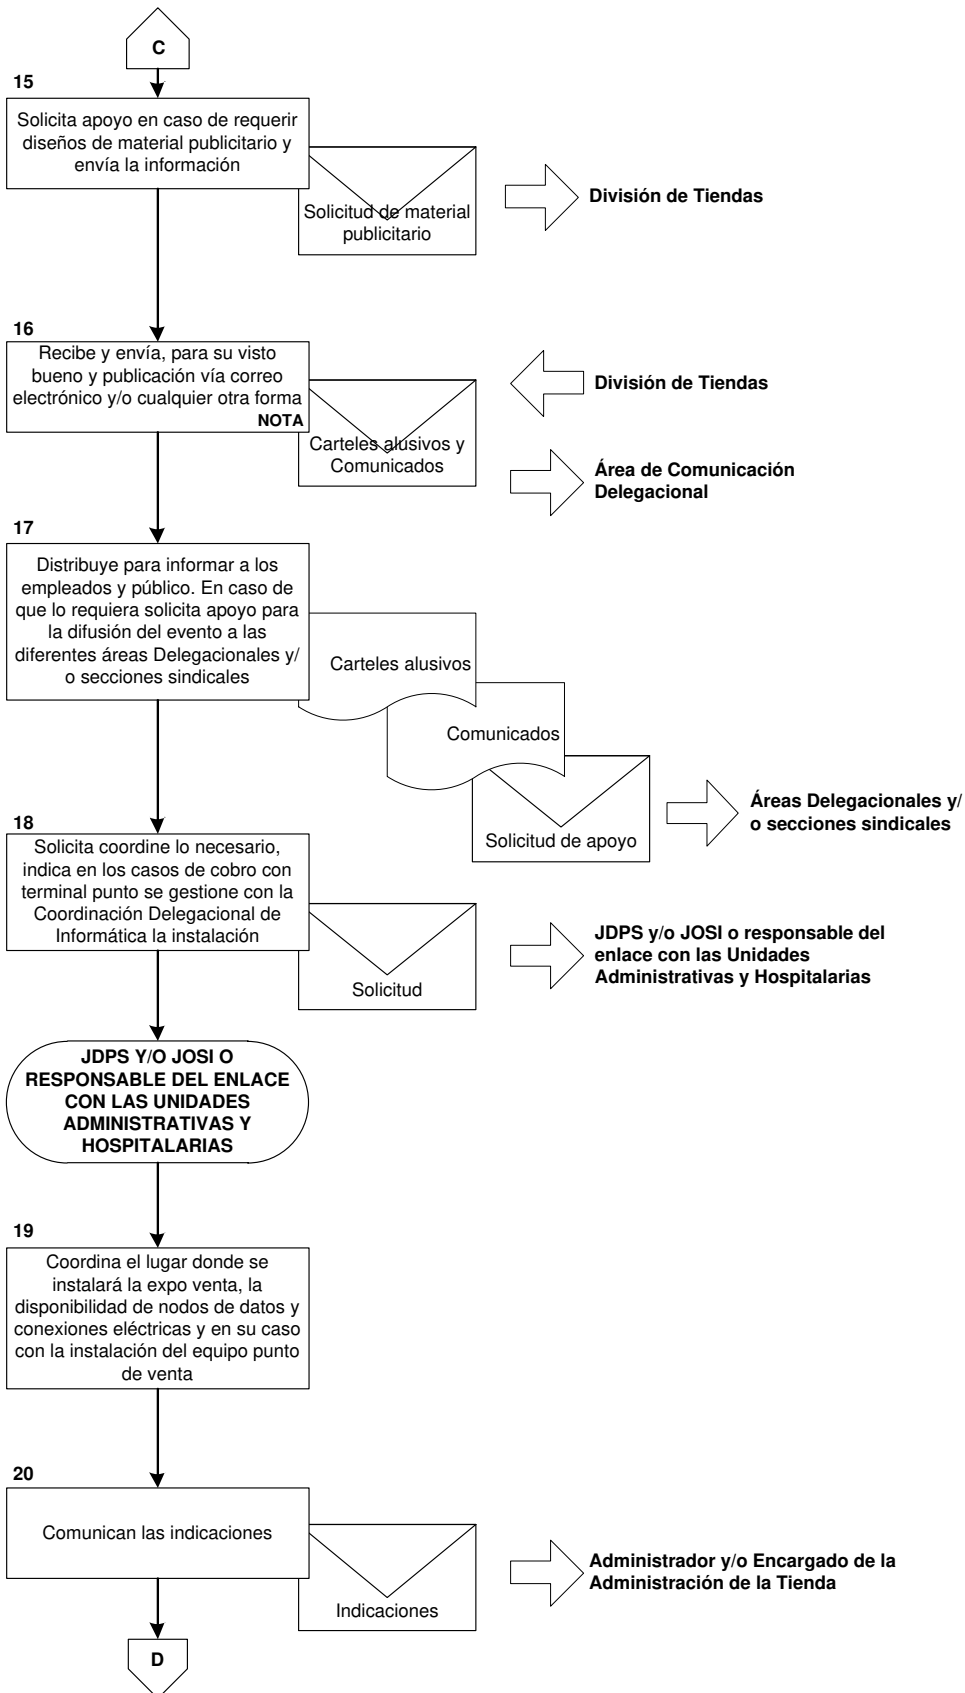 C
15
Solicita apoyo en caso de requerir
diseños de material publicitario y
envía la información
Solicitud de material
publicitario
División de Tiendas
16
Recibe y envía, para su visto
bueno y publicación vía correo
electrónico y/o cualquier otra forma
NOTA
Carteles alusivos y
Comunicados
División de Tiendas
Área de Comunicación
Delegacional
17
Distribuye para informar a los
empleados y público. En caso de
que lo requiera solicita apoyo para
la difusión del evento a las
diferentes áreas Delegacionales y/
o secciones sindicales
Carteles alusivos
Comunicados
Solicitud de apoyo
Áreas Delegacionales y/
o secciones sindicales
18
Solicita coordine lo necesario,
indica en los casos de cobro con
terminal punto se gestione con la
Coordinación Delegacional de
Informática la instalación
Solicitud
JDPS y/o JOSI o responsable del
enlace con las Unidades
Administrativas y Hospitalarias
JDPS Y/O JOSI O
RESPONSABLE DEL ENLACE
CON LAS UNIDADES
ADMINISTRATIVAS Y
HOSPITALARIAS
19
Coordina el lugar donde se
instalará la expo venta, la
disponibilidad de nodos de datos y
conexiones eléctricas y en su caso
con la instalación del equipo punto
de venta
20
Comunican las indicaciones
Indicaciones
Administrador y/o Encargado de la
Administración de la Tienda
D